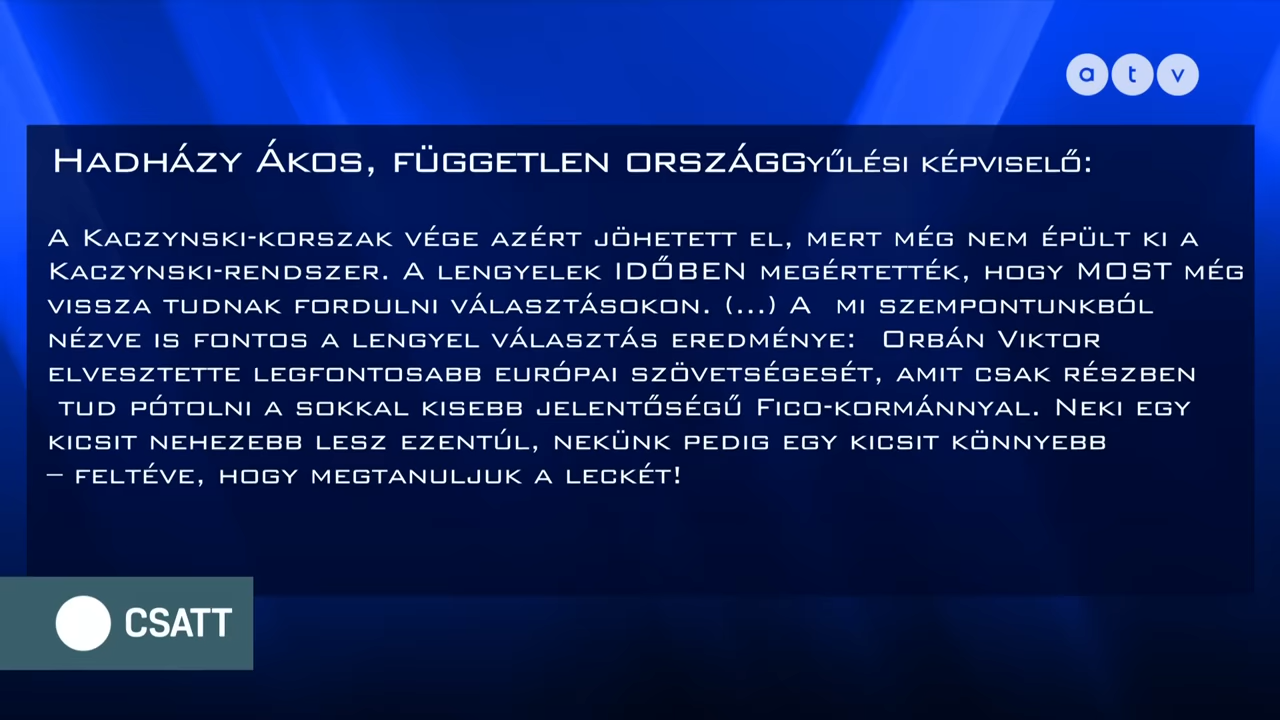 a t v
Hadházy Ákos, független országgyűlési képviselő:
A Kaczynski-korszak vége azért jöhetett el, mert még nem épült ki a
Kaczynski-rendszer. A lengyelek IDŐBEN megértették, hogy MOST még
vissza tudnak fordulni választásokon. (...) A mi szempontunkból
nézve is fontos a lengyel választás eredménye: Orbán Viktor
elvesztette legfontosabb európai szövetségesét, amit csak részben
tud pótolni a sokkal kisebb jelentőségű Fico-kormánnyal. Neki egy
kicsit nehezebb lesz ezentúl, nekünk pedig egy kicsit könnyebb
– feltéve, hogy megtanuljuk a leckét!
CSATT